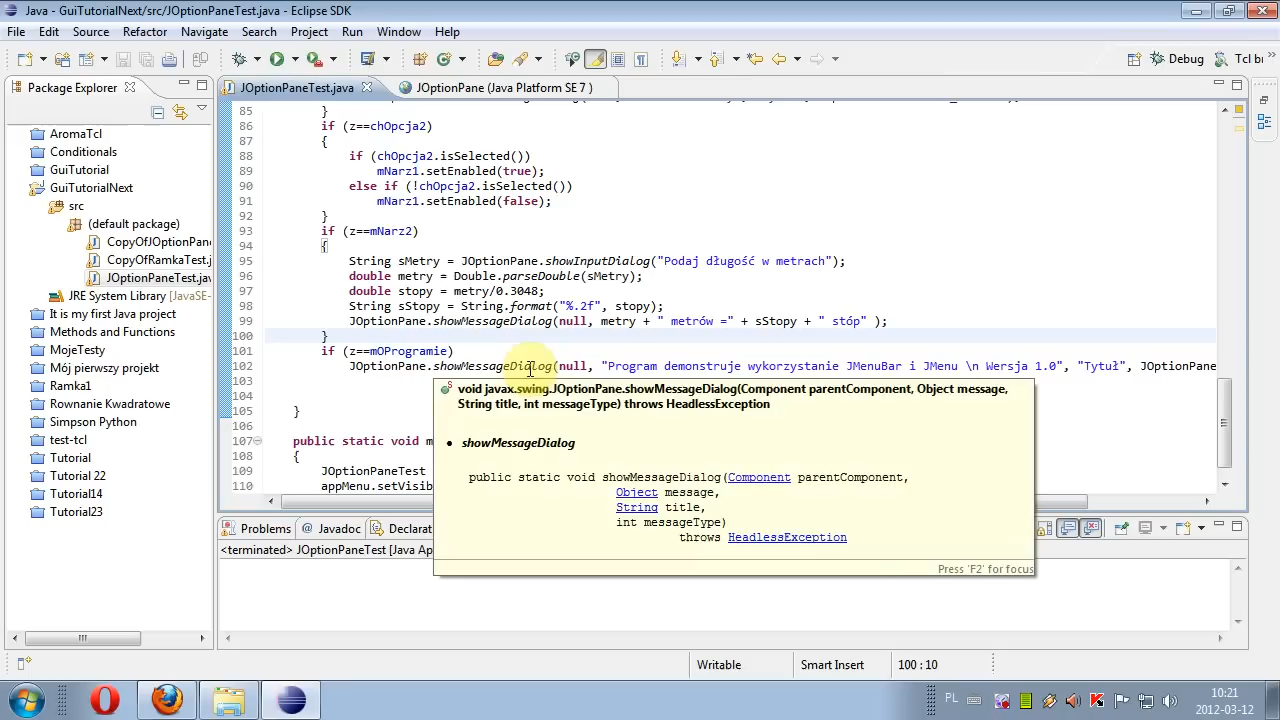 Java - GuiTutorialNext/src/JOptionPaneTest.java - Eclipse SDK
File Edit Source Refactor Navigate Search Project Run Window Help
Debug Tcl bi
Package Explorer
JOptionPaneTest.java
JOptionPane (Java Platform SE 7 )
AromaTcl
Conditionals
GuiTutorial
GuiTutorialNext
src
(default package)
CopyOfJOptionPane
CopyOfRamkaTest.j
JOptionPaneTest.jav
JRE System Library [JavaSE-
It is my first Java project
Methods and Functions
MojeTesty
Mój pierwszy projekt
Ramka1
Rownanie Kwadratowe
Simpson Python
test-tcl
Tutorial
Tutorial 22
Tutorial14
Tutorial23
85 }
86 if (z==chOpcja2)
87 {
88 if (chOpcja2.isSelected())
89 mNarz1.setEnabled(true);
90 else if (!chOpcja2.isSelected())
91 mNarz1.setEnabled(false);
92 }
93 if (z==mNarz2)
94 {
95 String sMetry = JOptionPane.showInputDialog("Podaj długość w metrach");
96 double metry = Double.parseDouble(sMetry);
97 double stopy = metry/0.3048;
98 String sStopy = String.format("%.2f", stopy);
99 JOptionPane.showMessageDialog(null, metry + " metrów =" + sStopy + " stóp" );
100 }
101 if (z==mOProgramie)
102 JOptionPane.showMessageDialog(null, "Program demonstruje wykorzystanie JMenuBar i JMenu \n Wersja 1.0", "Tytuł", JOptionPane
103
104
105 }
106
107 public static void m
108 {
109 JOptionPaneTest
110 appMenu.setVisib
void javax.swing.JOptionPane.showMessageDialog(Component parentComponent, Object message,
String title, int messageType) throws HeadlessException
• showMessageDialog
public static void showMessageDialog(Component parentComponent,
Object message,
String title,
int messageType)
throws HeadlessException
Press 'F2' for focus
Problems Javadoc Declarat
<terminated> JOptionPaneTest [Java Ap
Writable Smart Insert 100 : 10
PL
10:21
2012-03-12